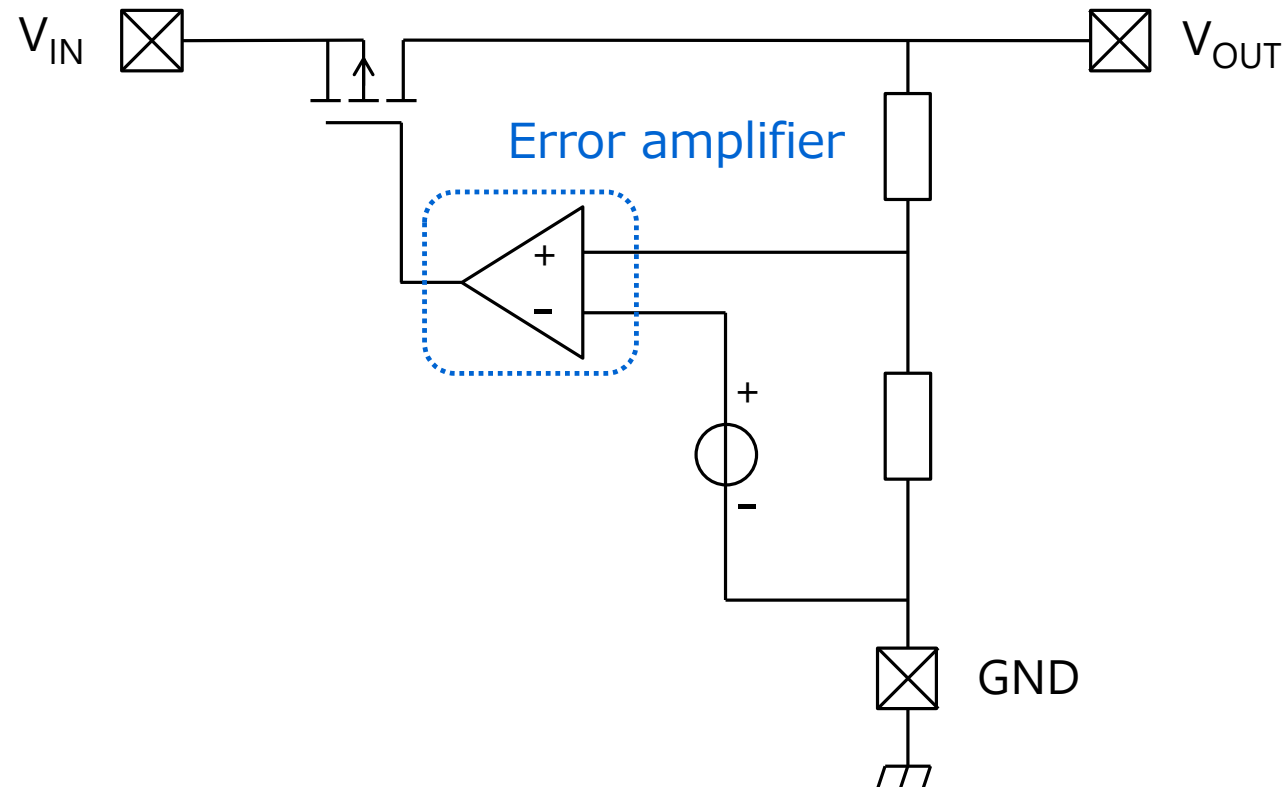 VIN
VOUT
Error amplifier
+
-
+
-
GND